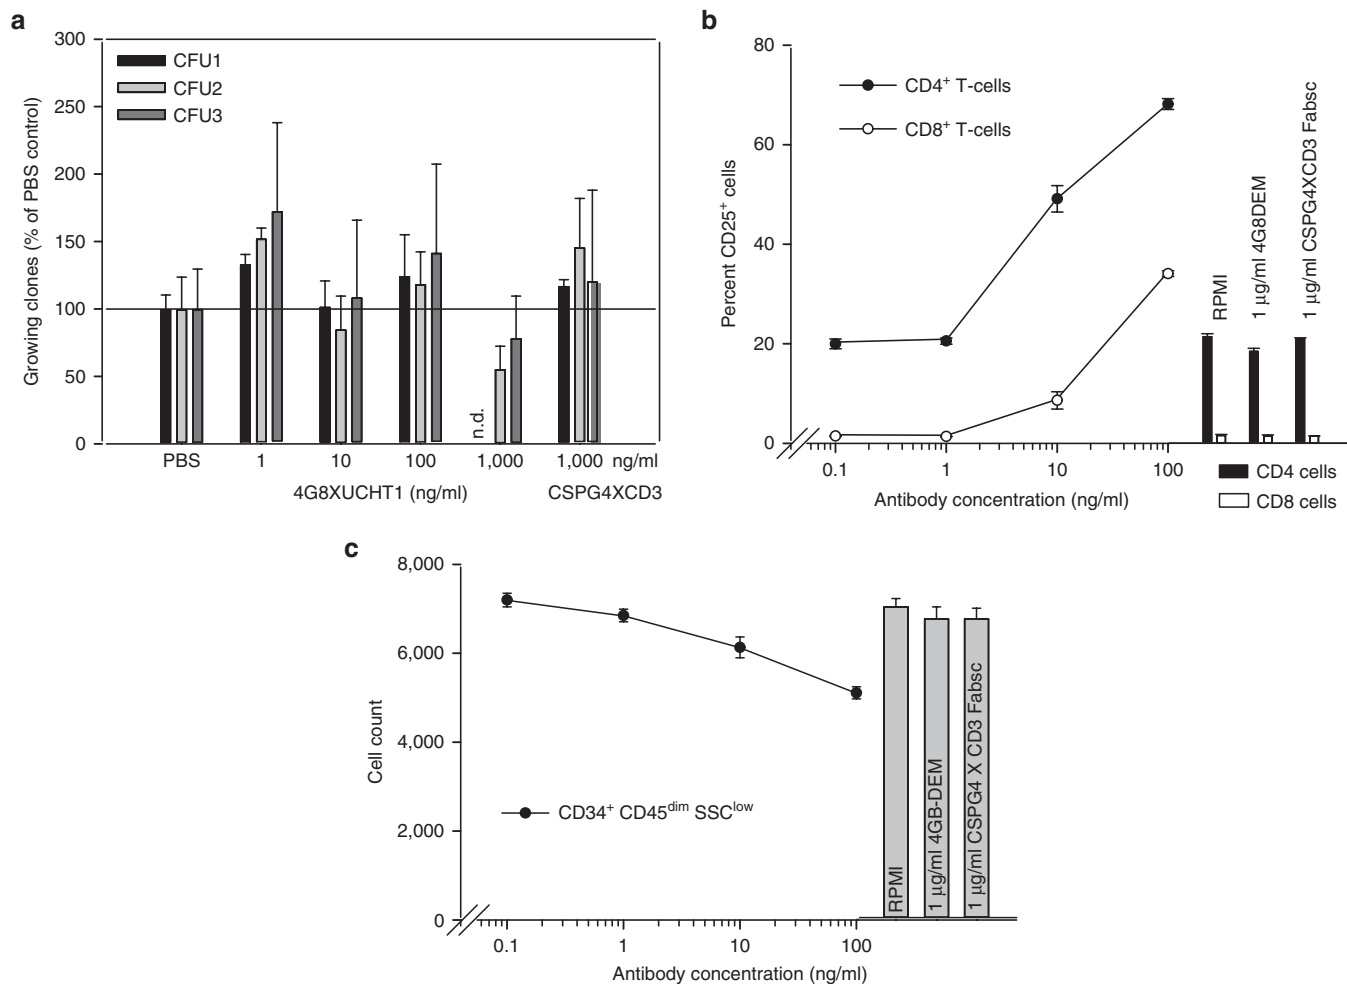 a
300
250
200
150
100
50
0
Growing clones (% of PBS control)
CFU1
CFU2
CFU3
n.d.
PBS 1 10 100 1,000 1,000 ng/ml
4G8XUCHT1 (ng/ml) CSPG4XCD3
b
80
60
40
20
0
Percent CD25⁺ cells
CD4⁺ T-cells
CD8⁺ T-cells
RPMI
1 µg/ml 4G8DEM
1 µg/ml CSPG4XCD3 Fabsc
0.1 1 10 100
Antibody concentration (ng/ml)
CD4 cells
CD8 cells
c
8,000
6,000
4,000
2,000
0
Cell count
CD34⁺ CD45ᵈⁱᵐ SSCˡᵒʷ
RPMI
1 µg/ml 4GB-DEM
1 µg/ml CSPG4 X CD3 Fabsc
0.1 1 10 100
Antibody concentration (ng/ml)